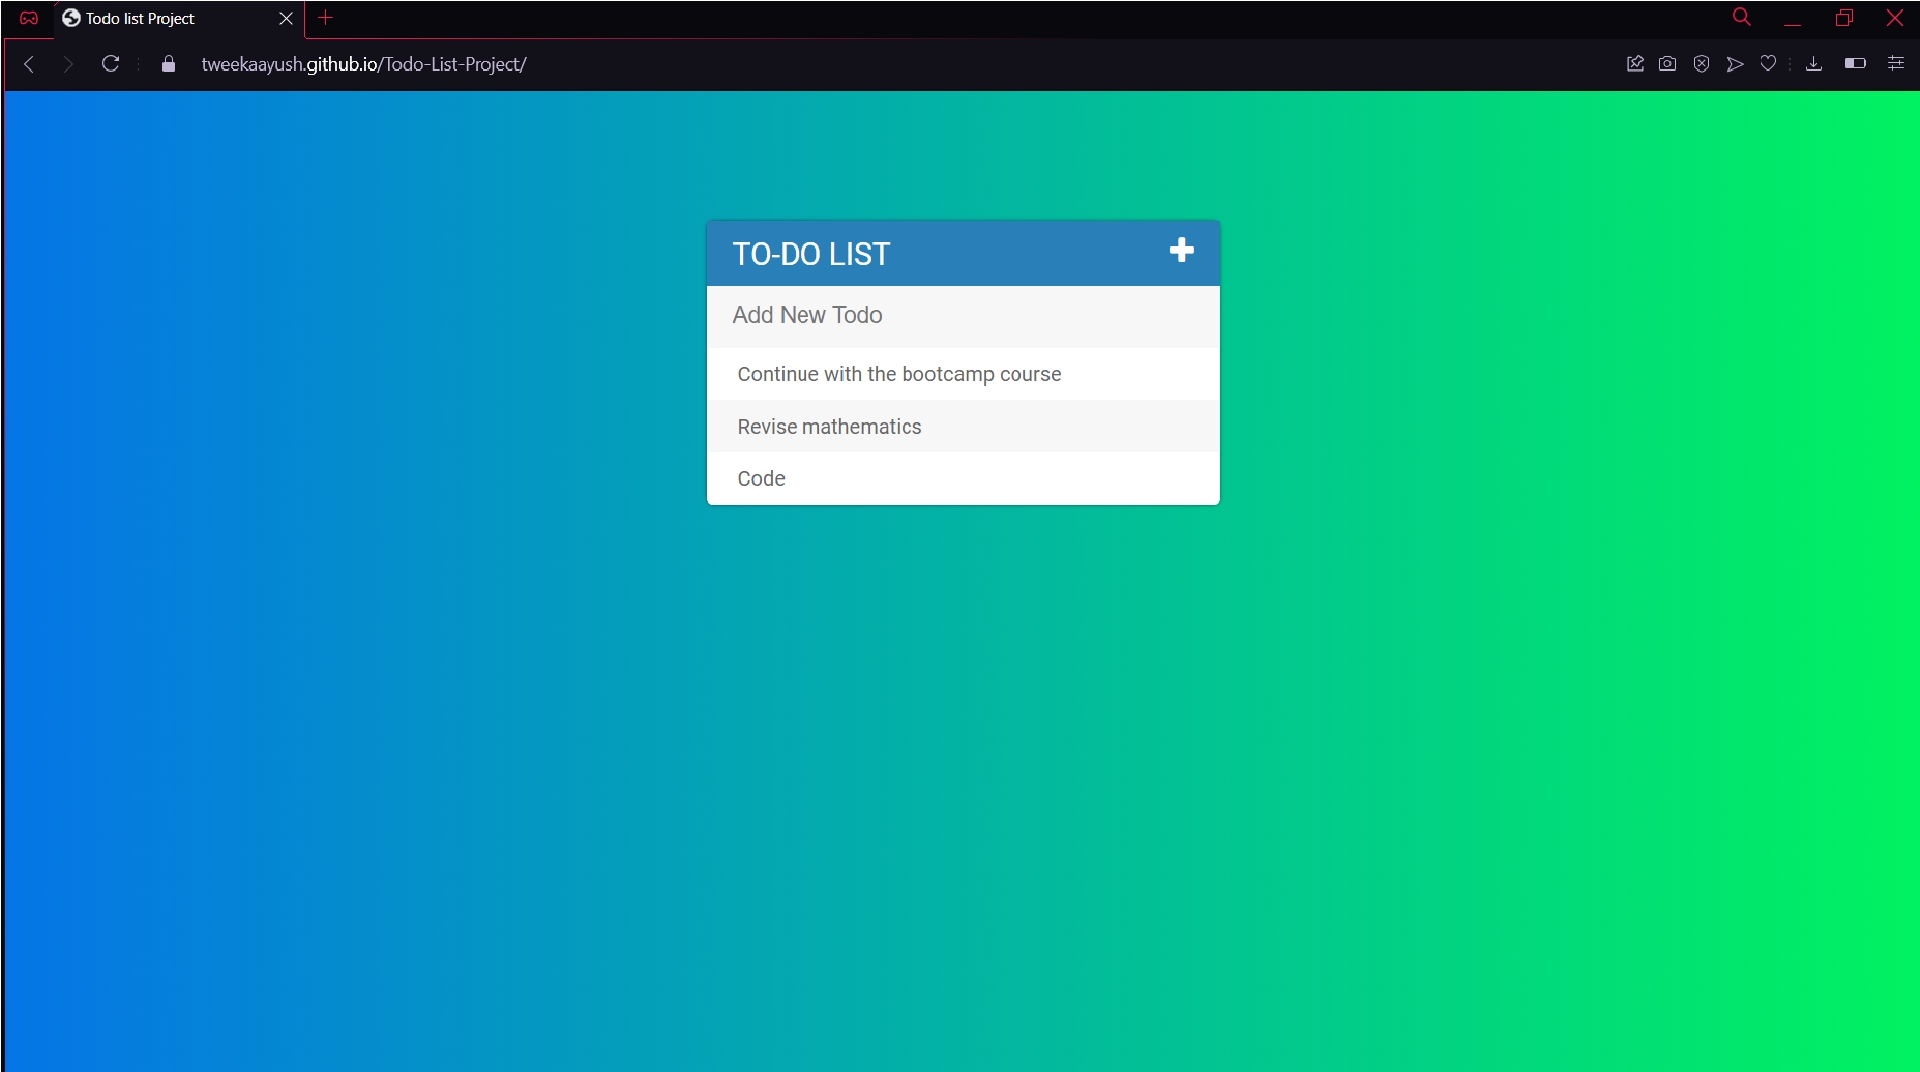 Todo list Project
tweekaayush.github.io/Todo-List-Project/
TO-DO LIST
Add New Todo
Continue with the bootcamp course
Revise mathematics
Code